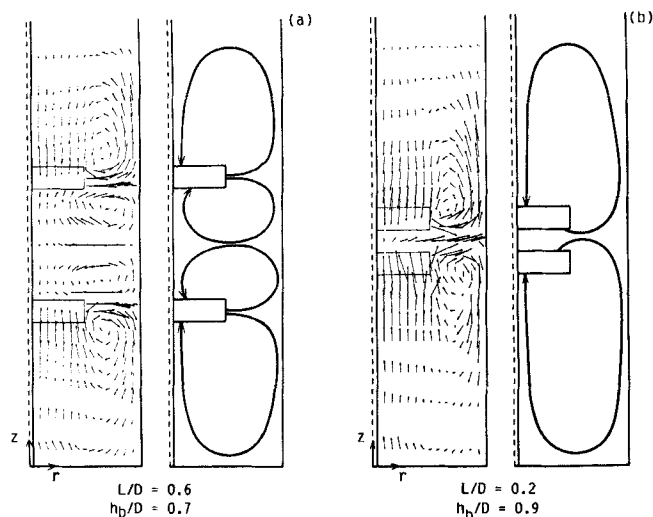 (a)
(b)
z
r
L/D = 0.6
h_b/D = 0.7
z
r
L/D = 0.2
h_b/D = 0.9